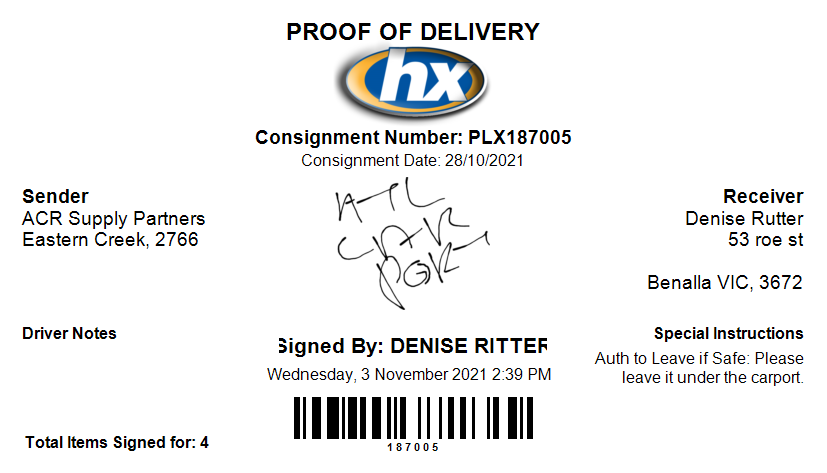 PROOF OF DELIVERY
hx
Consignment Number: PLX187005
Consignment Date: 28/10/2021
Sender
ACR Supply Partners
Eastern Creek, 2766
ATL
CAR
PORT
Receiver
Denise Rutter
53 roe st
Benalla VIC, 3672
Driver Notes
Signed By: DENISE RITTER
Wednesday, 3 November 2021 2:39 PM
Special Instructions
Auth to Leave if Safe: Please
leave it under the carport.
187005
Total Items Signed for: 4